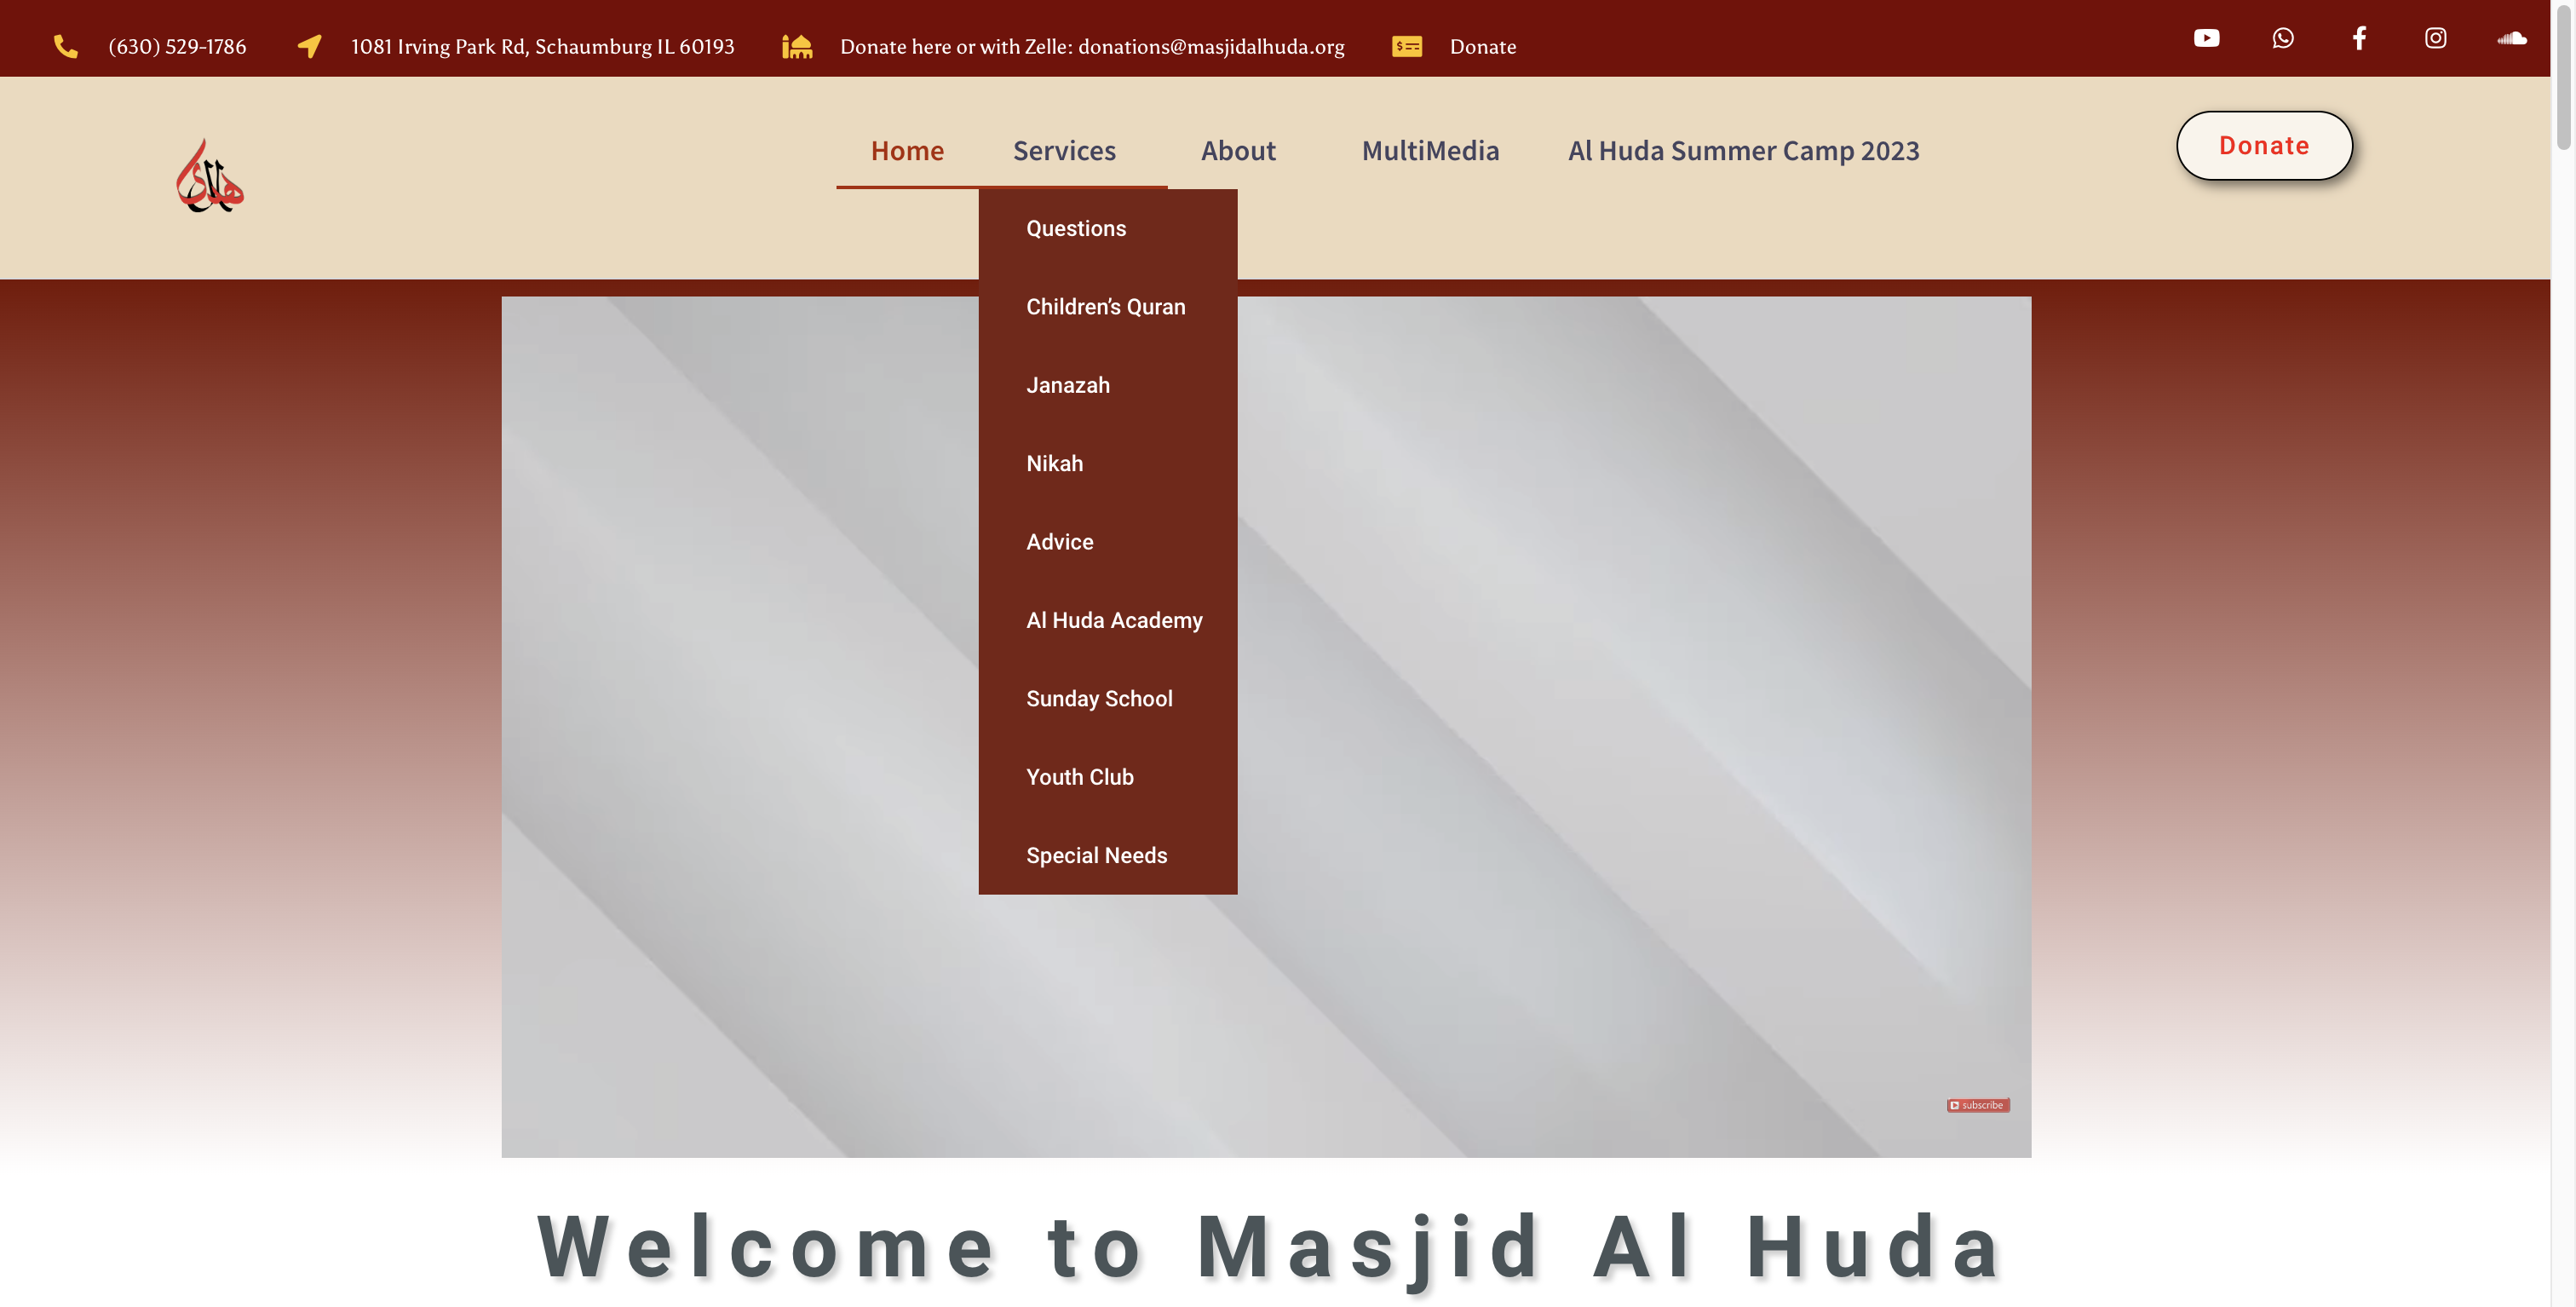 (630) 529-1786
1081 Irving Park Rd, Schaumburg IL 60193
Donate here or with Zelle: donations@masjidalhuda.org
Donate
الهدى
Home
Services
About
MultiMedia
Al Huda Summer Camp 2023
Donate
Questions
Children’s Quran
Janazah
Nikah
Advice
Al Huda Academy
Sunday School
Youth Club
Special Needs
subscribe
Welcome to Masjid Al Huda